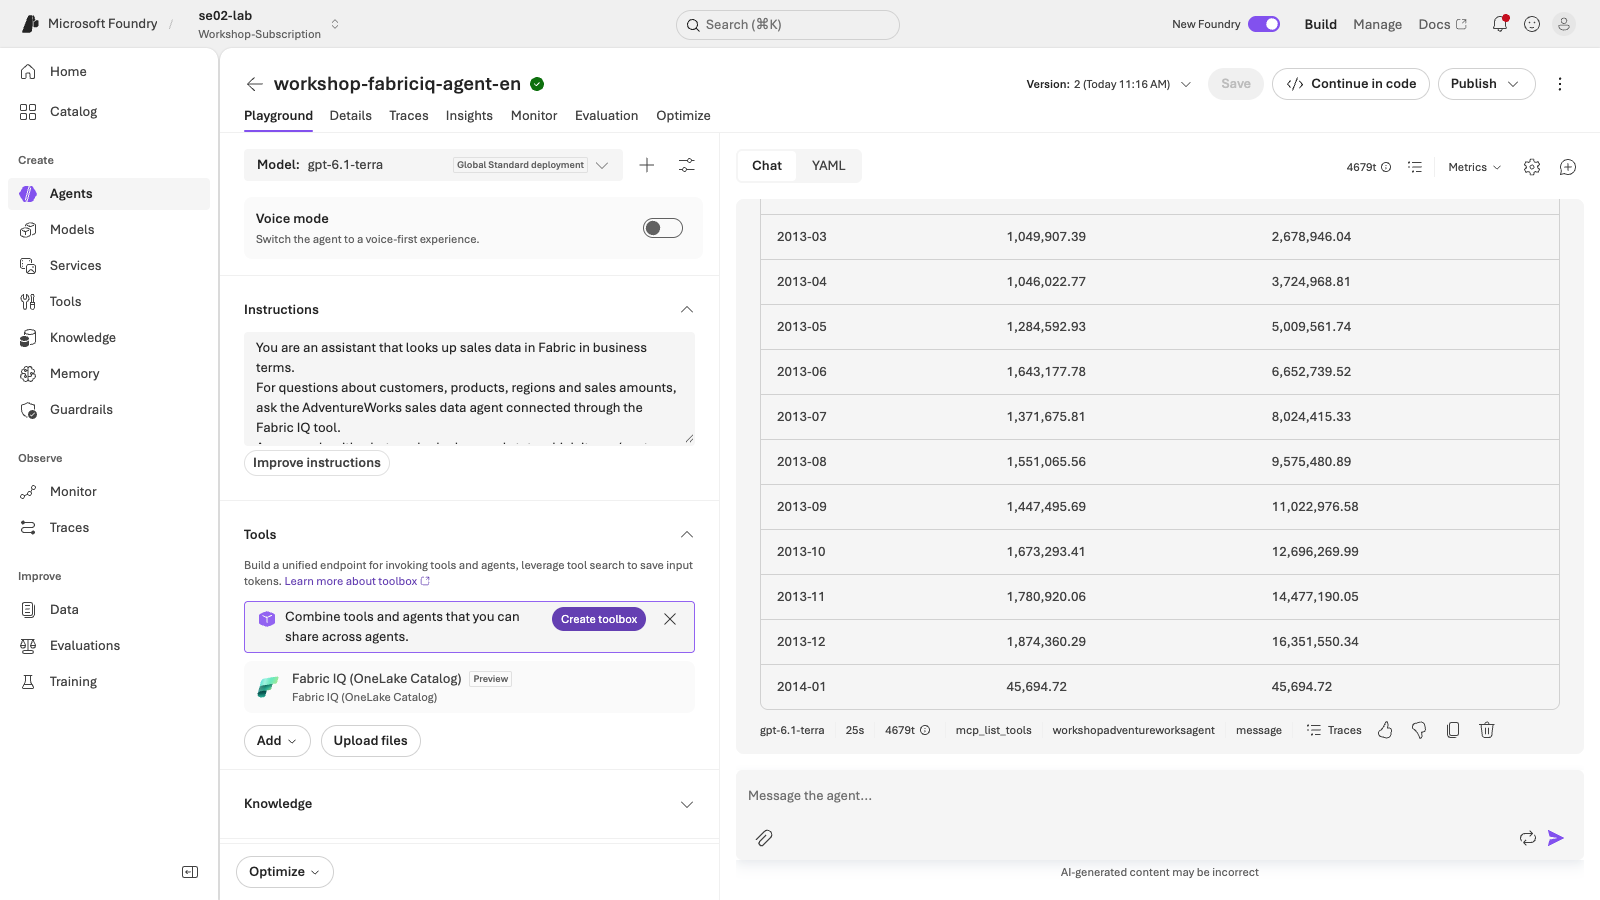 Microsoft Foundry
/
se02-lab
Workshop-Subscription
Search (⌘K)
New Foundry
Build
Manage
Docs
Home
Catalog
Create
Agents
Models
Services
Tools
Knowledge
Memory
Guardrails
Observe
Monitor
Traces
Improve
Data
Evaluations
Training
workshop-fabriciq-agent-en
Version: 2 (Today 11:16 AM)
Save
Continue in code
Publish
Playground
Details
Traces
Insights
Monitor
Evaluation
Optimize
Model: gpt-6.1-terra
Global Standard deployment
Voice mode
Switch the agent to a voice-first experience.
Instructions
You are an assistant that looks up sales data in Fabric in business
terms.
For questions about customers, products, regions and sales amounts,
ask the AdventureWorks sales data agent connected through the
Fabric IQ tool.
Improve instructions
Tools
Build a unified endpoint for invoking tools and agents, leverage tool search to save input
tokens. Learn more about toolbox
Combine tools and agents that you can
share across agents.
Create toolbox
Fabric IQ (OneLake Catalog)
Preview
Fabric IQ (OneLake Catalog)
Add
Upload files
Knowledge
Optimize
Chat
YAML
4679t
Metrics
2013-03 1,049,907.39 2,678,946.04
2013-04 1,046,022.77 3,724,968.81
2013-05 1,284,592.93 5,009,561.74
2013-06 1,643,177.78 6,652,739.52
2013-07 1,371,675.81 8,024,415.33
2013-08 1,551,065.56 9,575,480.89
2013-09 1,447,495.69 11,022,976.58
2013-10 1,673,293.41 12,696,269.99
2013-11 1,780,920.06 14,477,190.05
2013-12 1,874,360.29 16,351,550.34
2014-01 45,694.72 45,694.72
gpt-6.1-terra
25s
4679t
mcp_list_tools
workshopadventureworksagent
message
Traces
Message the agent...
AI-generated content may be incorrect